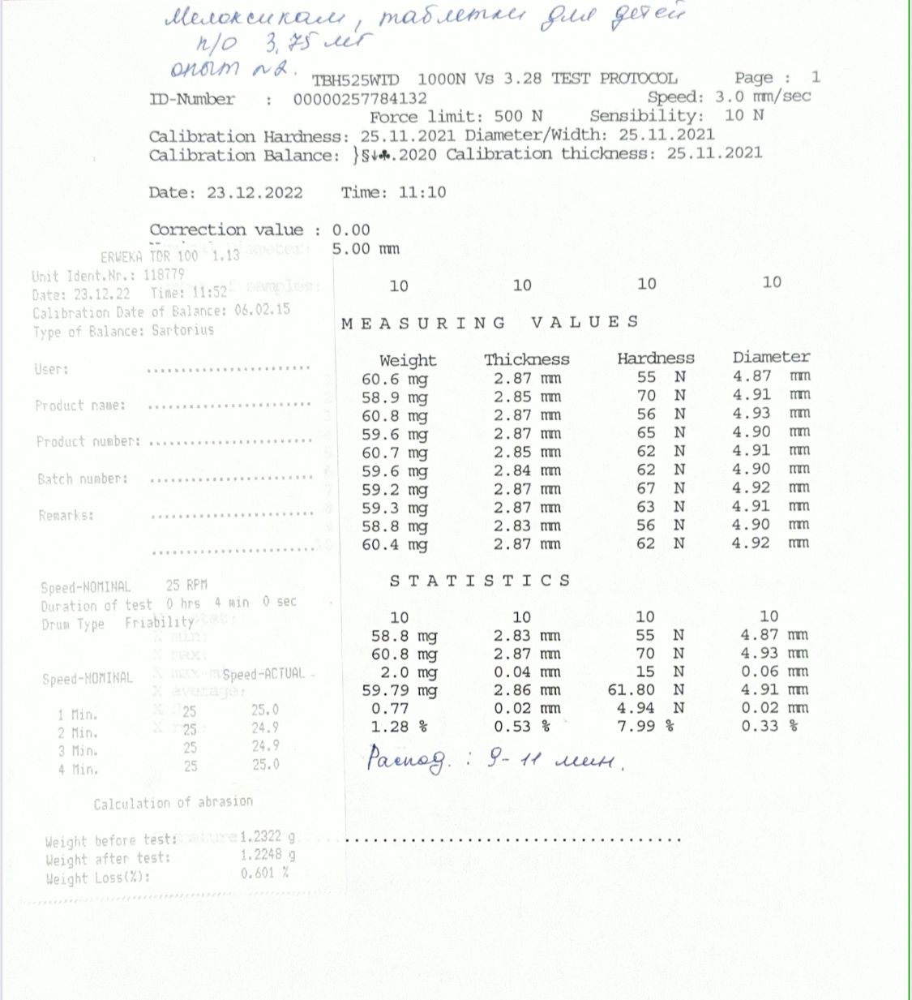 Мелоксикам, таблетки для детей
п/о 3,75 мг
опыт №2.
TBH525WTD 1000N Vs 3.28 TEST PROTOCOL Page : 1
ID-Number : 00000257784132 Speed: 3.0 mm/sec
Force limit: 500 N Sensibility: 10 N
Calibration Hardness: 25.11.2021 Diameter/Width: 25.11.2021
Calibration Balance: }§↓♣.2020 Calibration thickness: 25.11.2021
Date: 23.12.2022 Time: 11:10
Correction value : 0.00
5.00 mm
10 10 10 10
M E A S U R I N G V A L U E S
Weight Thickness Hardness Diameter
60.6 mg 2.87 mm 55 N 4.87 mm
58.9 mg 2.85 mm 70 N 4.91 mm
60.8 mg 2.87 mm 56 N 4.93 mm
59.6 mg 2.87 mm 65 N 4.90 mm
60.7 mg 2.85 mm 62 N 4.91 mm
59.6 mg 2.84 mm 62 N 4.90 mm
59.2 mg 2.87 mm 67 N 4.92 mm
59.3 mg 2.87 mm 63 N 4.91 mm
58.8 mg 2.83 mm 56 N 4.90 mm
60.4 mg 2.87 mm 62 N 4.92 mm
S T A T I S T I C S
10 10 10 10
58.8 mg 2.83 mm 55 N 4.87 mm
60.8 mg 2.87 mm 70 N 4.93 mm
2.0 mg 0.04 mm 15 N 0.06 mm
59.79 mg 2.86 mm 61.80 N 4.91 mm
0.77 0.02 mm 4.94 N 0.02 mm
1.28 % 0.53 % 7.99 % 0.33 %
Распад. : 9-11 мин.
ERWEKA TDR 100 1.13
Unit Ident.Nr.: 118779
Date: 23.12.22 Time: 11:52
Calibration Date of Balance: 06.02.15
Type of Balance: Sartorius
User: ........................
Product name: ........................
Product number: ........................
Batch number: ........................
Remarks: ........................
........................
Speed-NOMINAL 25 RPM
Duration of test 0 hrs 4 min 0 sec
Drum Type Friability
Speed-NOMINAL Speed-ACTUAL
1 Min. 25 25.0
2 Min. 25 24.9
3 Min. 25 24.9
4 Min. 25 25.0
Calculation of abrasion
Weight before test: 1.2322 g
Weight after test: 1.2248 g
Weight Loss(%): 0.601 %